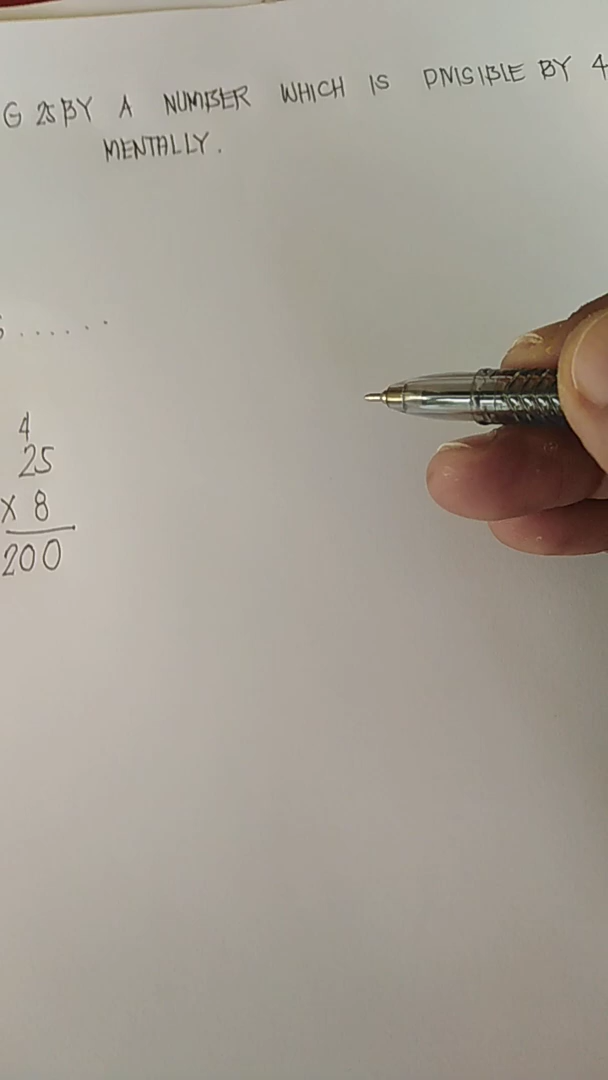 G 25 BY A NUMBER WHICH IS DIVISIBLE BY 4
MENTALLY.
......
4
25
X 8
200